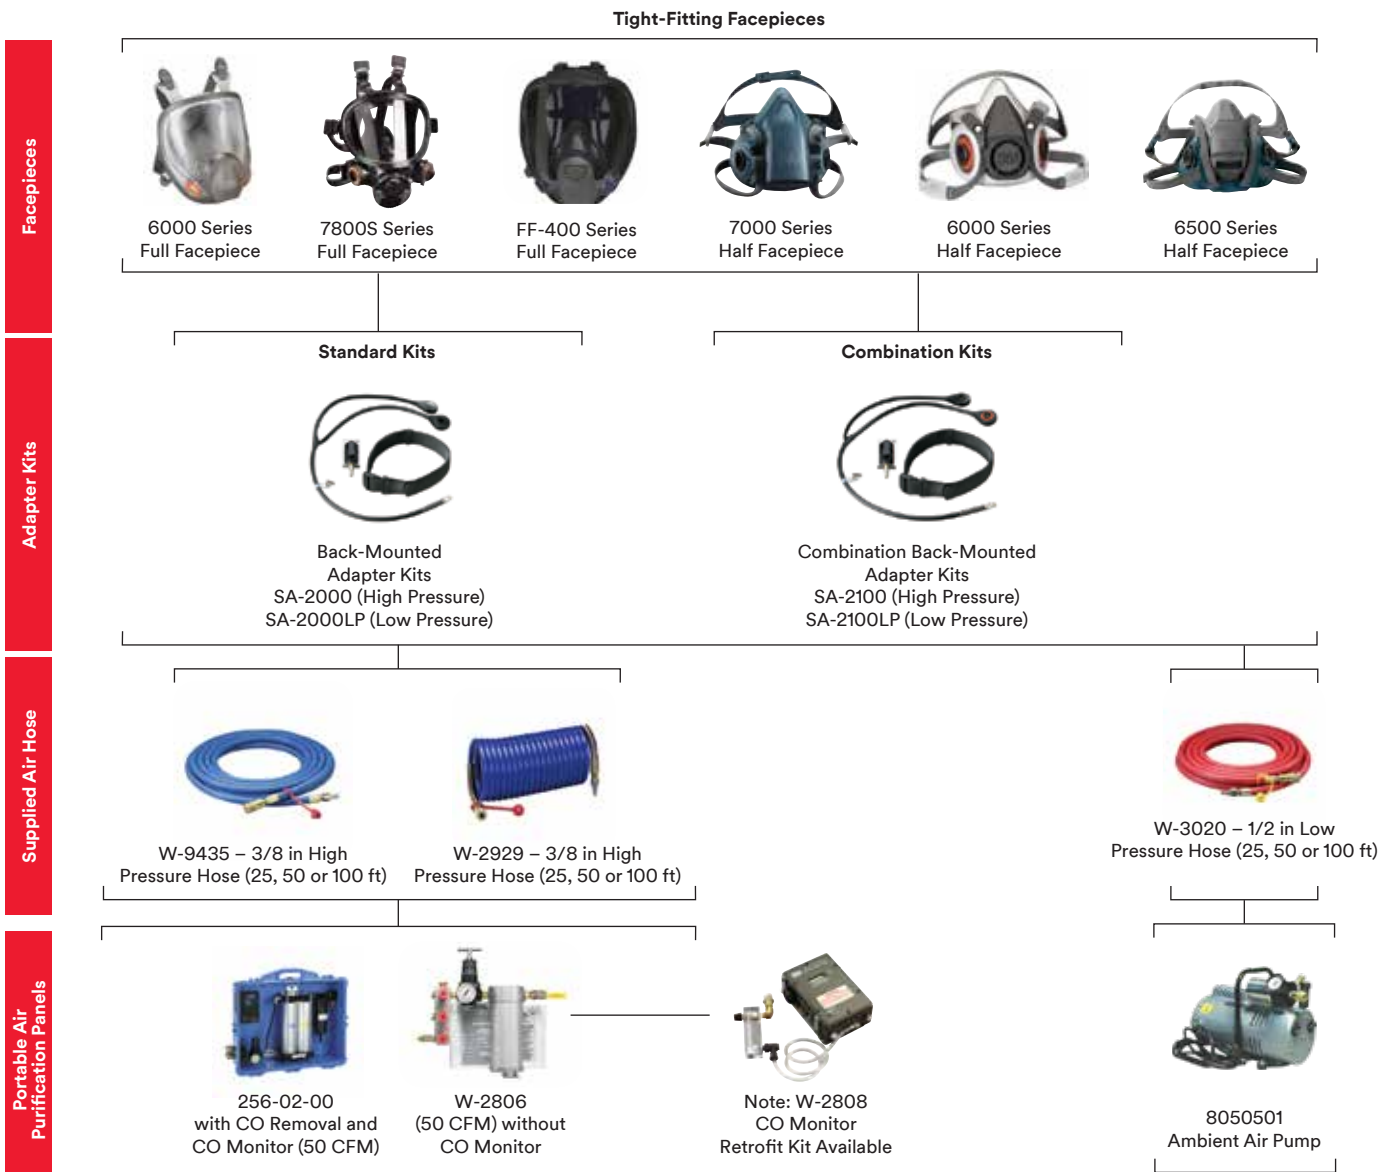 Tight-Fitting Facepieces
Facepieces
6000 Series
Full Facepiece
7800S Series
Full Facepiece
FF-400 Series
Full Facepiece
7000 Series
Half Facepiece
6000 Series
Half Facepiece
6500 Series
Half Facepiece
Adapter Kits
Standard Kits
Combination Kits
Back-Mounted
Adapter Kits
SA-2000 (High Pressure)
SA-2000LP (Low Pressure)
Combination Back-Mounted
Adapter Kits
SA-2100 (High Pressure)
SA-2100LP (Low Pressure)
Supplied Air Hose
W-9435 – 3/8 in High
Pressure Hose (25, 50 or 100 ft)
W-2929 – 3/8 in High
Pressure Hose (25, 50 or 100 ft)
W-3020 – 1/2 in Low
Pressure Hose (25, 50 or 100 ft)
Portable Air
Purification Panels
256-02-00
with CO Removal and
CO Monitor (50 CFM)
W-2806
(50 CFM) without
CO Monitor
Note: W-2808
CO Monitor
Retrofit Kit Available
8050501
Ambient Air Pump